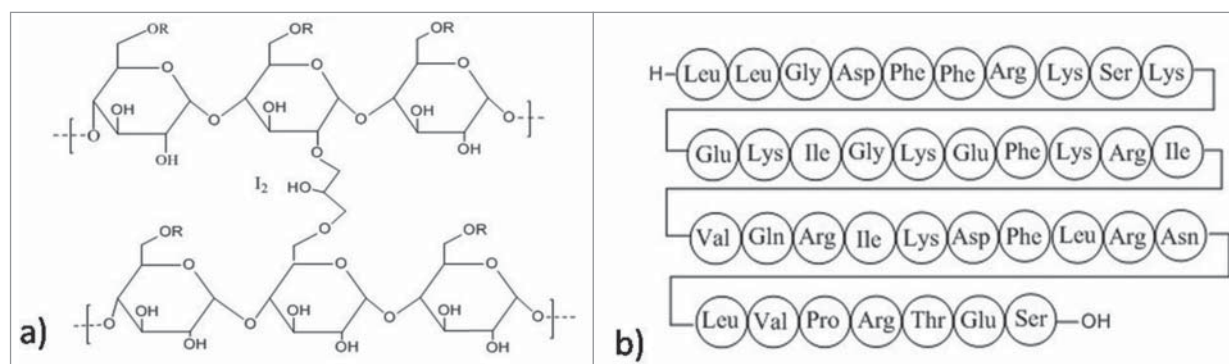 OR OR OR
O O O
OH O OH O OH O
O
OH OH OH
O
I₂ HO
O
OR OR
O O O
OH OH OH O
O O O
OH OH OH
a)
H-Leu Leu Gly Asp Phe Phe Arg Lys Ser Lys
Glu Lys Ile Gly Lys Glu Phe Lys Arg Ile
Val Gln Arg Ile Lys Asp Phe Leu Arg Asn
Leu Val Pro Arg Thr Glu Ser-OH
b)